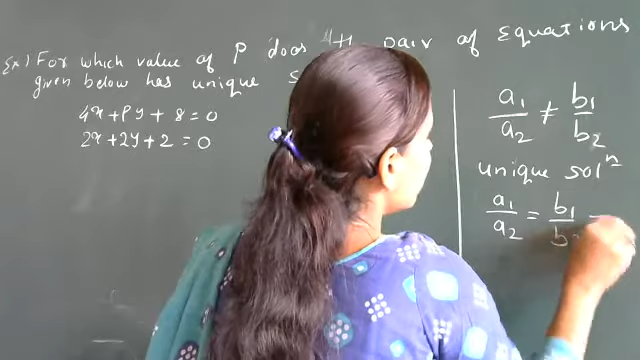 Ex) For which value of P does the pair of Equations
given below has unique
4x + Py + 8 = 0
2x + 2y + 2 = 0
a₁/a₂ ≠ b₁/b₂
unique solⁿ
a₁/a₂ = b₁/b₂ =